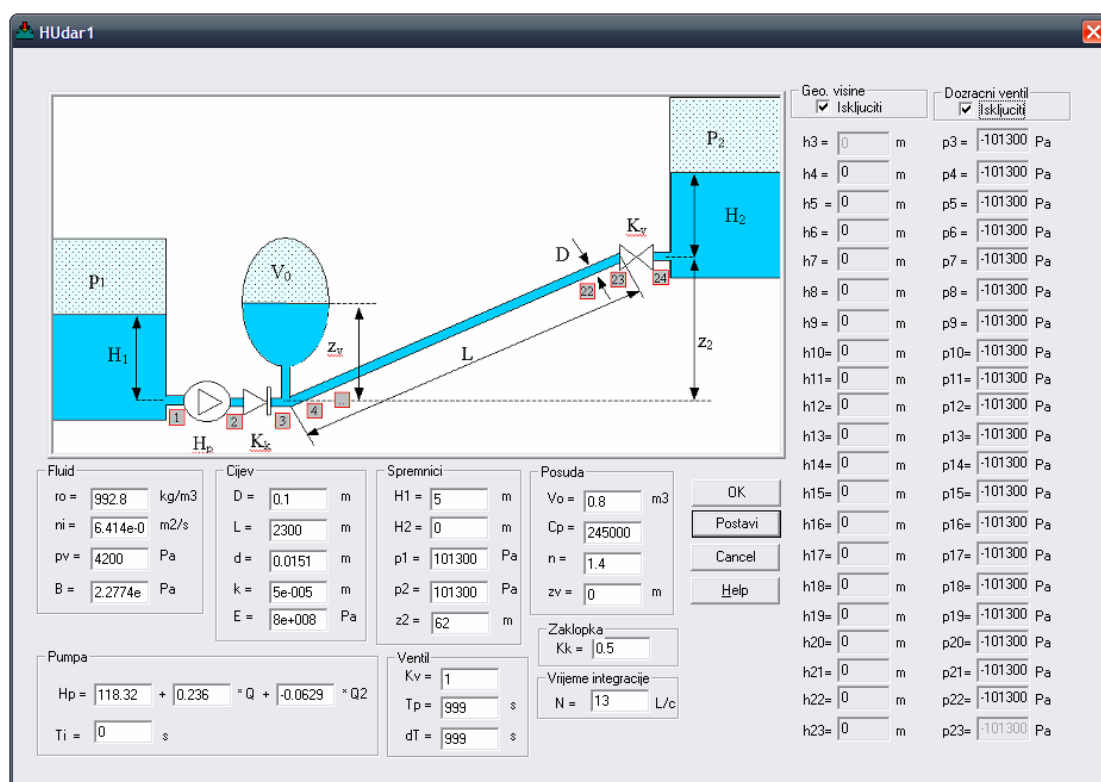 HUdar1
P1
H1
V0
zv
D
L
Kv
P2
H2
z2
Hp
Kk
1
2
3
4
..
22
23
24
Geo. visine
Iskljuciti
h3 = 0 m
h4 = 0 m
h5 = 0 m
h6 = 0 m
h7 = 0 m
h8 = 0 m
h9 = 0 m
h10= 0 m
h11= 0 m
h12= 0 m
h13= 0 m
h14= 0 m
h15= 0 m
h16= 0 m
h17= 0 m
h18= 0 m
h19= 0 m
h20= 0 m
h21= 0 m
h22= 0 m
h23= 0 m
Dozracni ventil
Iskljuciti
p3 = -101300 Pa
p4 = -101300 Pa
p5 = -101300 Pa
p6 = -101300 Pa
p7 = -101300 Pa
p8 = -101300 Pa
p9 = -101300 Pa
p10= -101300 Pa
p11= -101300 Pa
p12= -101300 Pa
p13= -101300 Pa
p14= -101300 Pa
p15= -101300 Pa
p16= -101300 Pa
p17= -101300 Pa
p18= -101300 Pa
p19= -101300 Pa
p20= -101300 Pa
p21= -101300 Pa
p22= -101300 Pa
p23= -101300 Pa
Fluid
ro = 992.8 kg/m3
ni = 6.414e-0 m2/s
pv = 4200 Pa
B = 2.2774e Pa
Cijev
D = 0.1 m
L = 2300 m
d = 0.0151 m
k = 5e-005 m
E = 8e+008 Pa
Spremnici
H1 = 5 m
H2 = 0 m
p1 = 101300 Pa
p2 = 101300 Pa
z2 = 62 m
Posuda
Vo = 0.8 m3
Cp = 245000
n = 1.4
zv = 0 m
OK
Postavi
Cancel
Help
Pumpa
Hp = 118.32 + 0.236 * Q + -0.0629 * Q2
Ti = 0 s
Ventil
Kv = 1
Tp = 999 s
dT = 999 s
Zaklopka
Kk = 0.5
Vrijeme integracije
N = 13 L/c